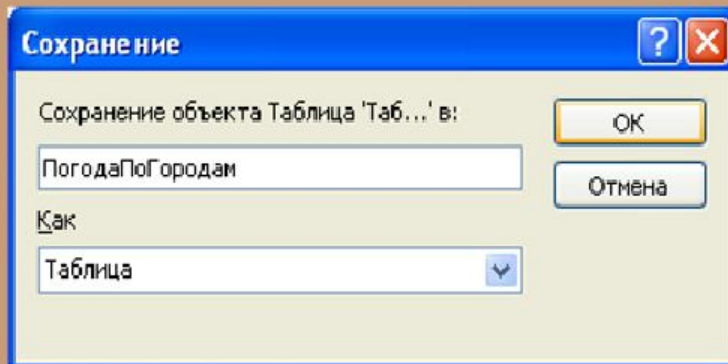 Сохранение
Сохранение объекта Таблица 'Таб...' в:
ОК
ПогодаПоГородам
Отмена
Как
Таблица